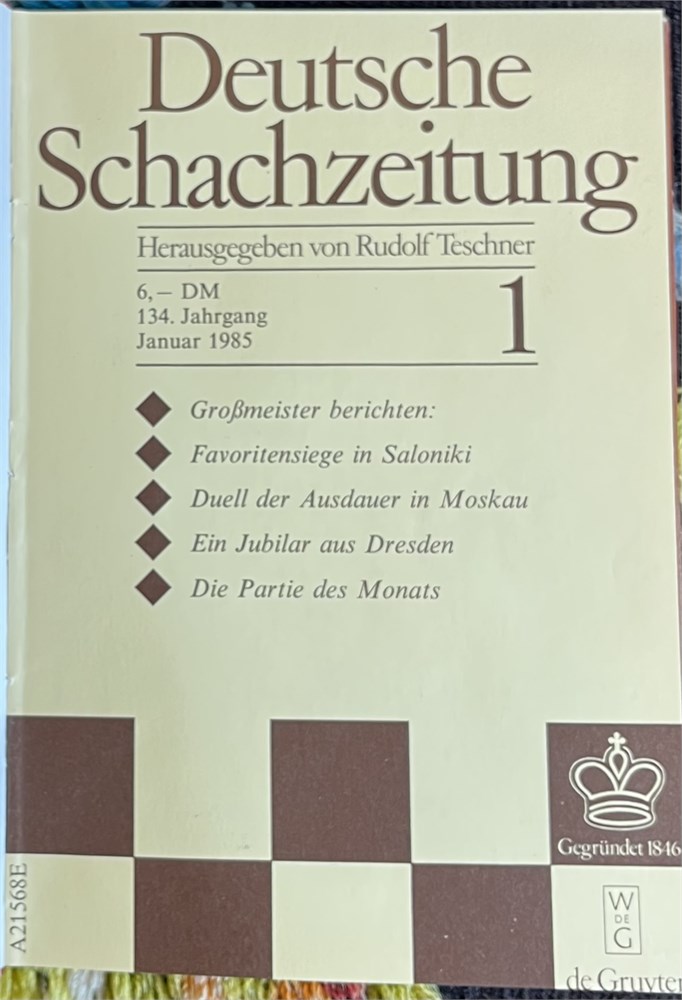 Deutsche
Schachzeitung
Herausgegeben von Rudolf Teschner
6,— DM
134. Jahrgang
Januar 1985
1
Großmeister berichten:
Favoritensiege in Saloniki
Duell der Ausdauer in Moskau
Ein Jubilar aus Dresden
Die Partie des Monats
Gegründet 1846
A21568E
W
DE
G
de Gruyter